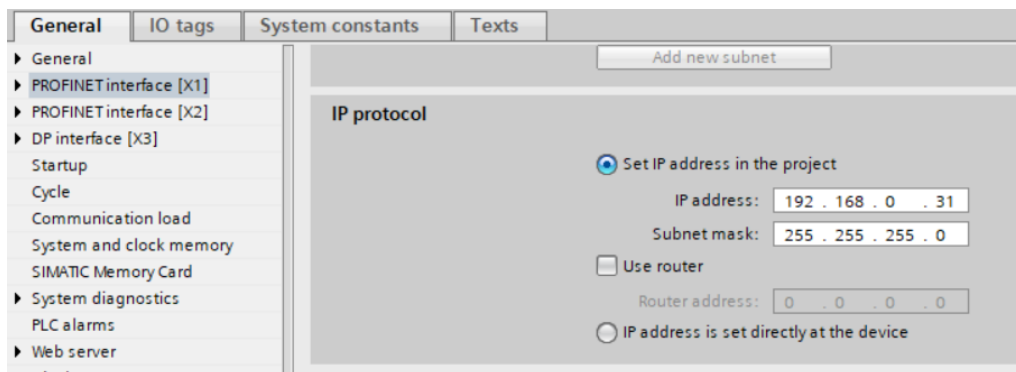 General IO tags System constants Texts
General
PROFINET interface [X1]
PROFINET interface [X2]
DP interface [X3]
Startup
Cycle
Communication load
System and clock memory
SIMATIC Memory Card
System diagnostics
PLC alarms
Web server
Add new subnet
IP protocol
Set IP address in the project
IP address: 192 . 168 . 0 . 31
Subnet mask: 255 . 255 . 255 . 0
Use router
Router address: 0 . 0 . 0 . 0
IP address is set directly at the device